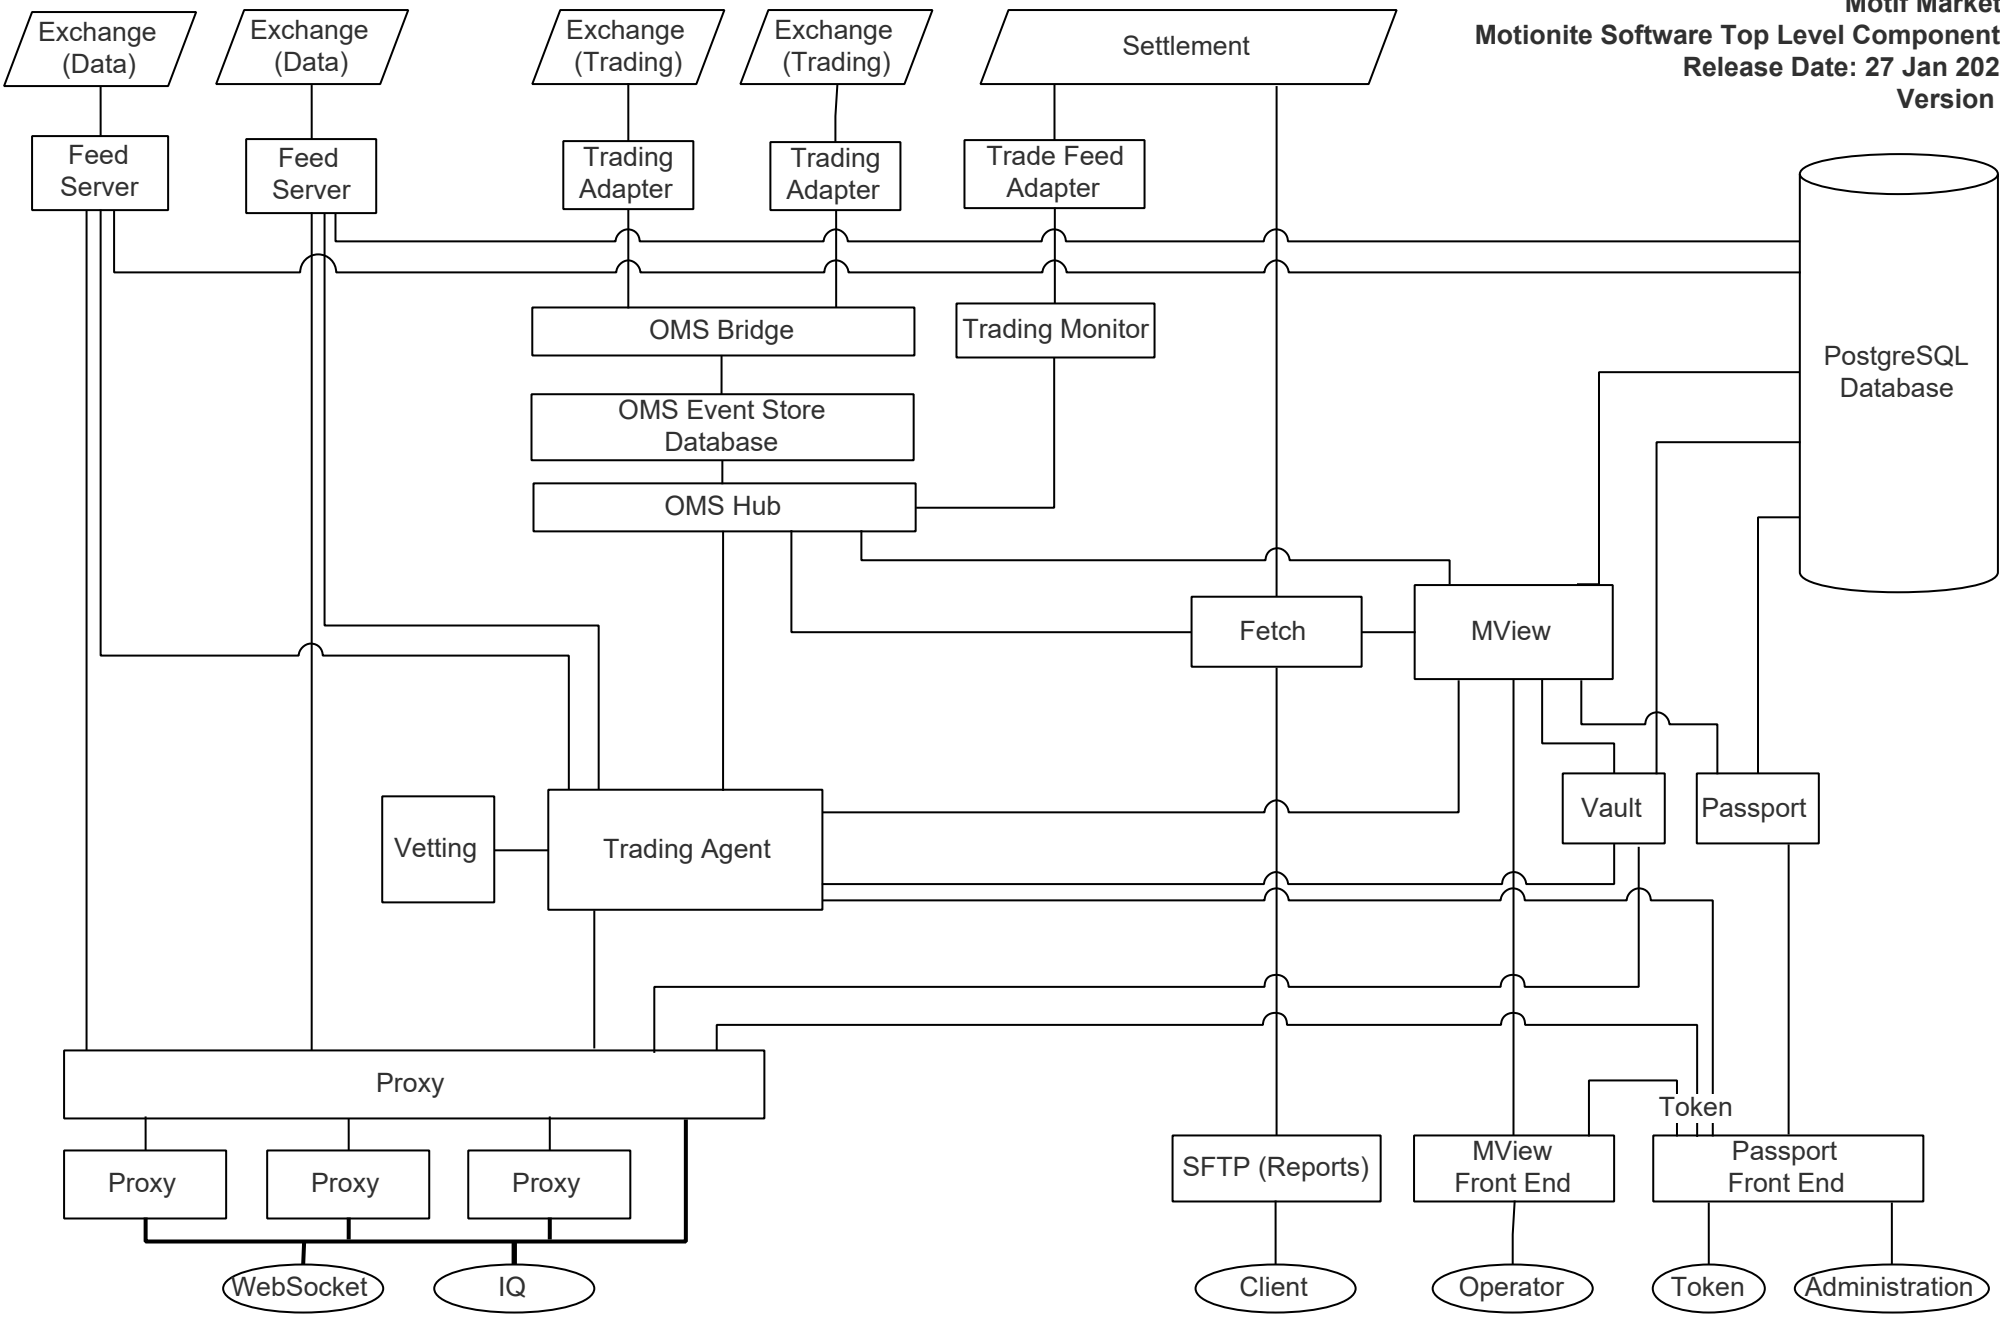 Motif Market
Motionite Software Top Level Component
Release Date: 27 Jan 202
Version
Exchange
(Data)
Exchange
(Data)
Exchange
(Trading)
Exchange
(Trading)
Settlement
Feed
Server
Feed
Server
Trading
Adapter
Trading
Adapter
Trade Feed
Adapter
OMS Bridge
Trading Monitor
PostgreSQL
Database
OMS Event Store
Database
OMS Hub
Fetch
MView
Vetting
Trading Agent
Vault
Passport
Proxy
Token
Proxy
Proxy
Proxy
SFTP (Reports)
MView
Front End
Passport
Front End
WebSocket
IQ
Client
Operator
Token
Administration